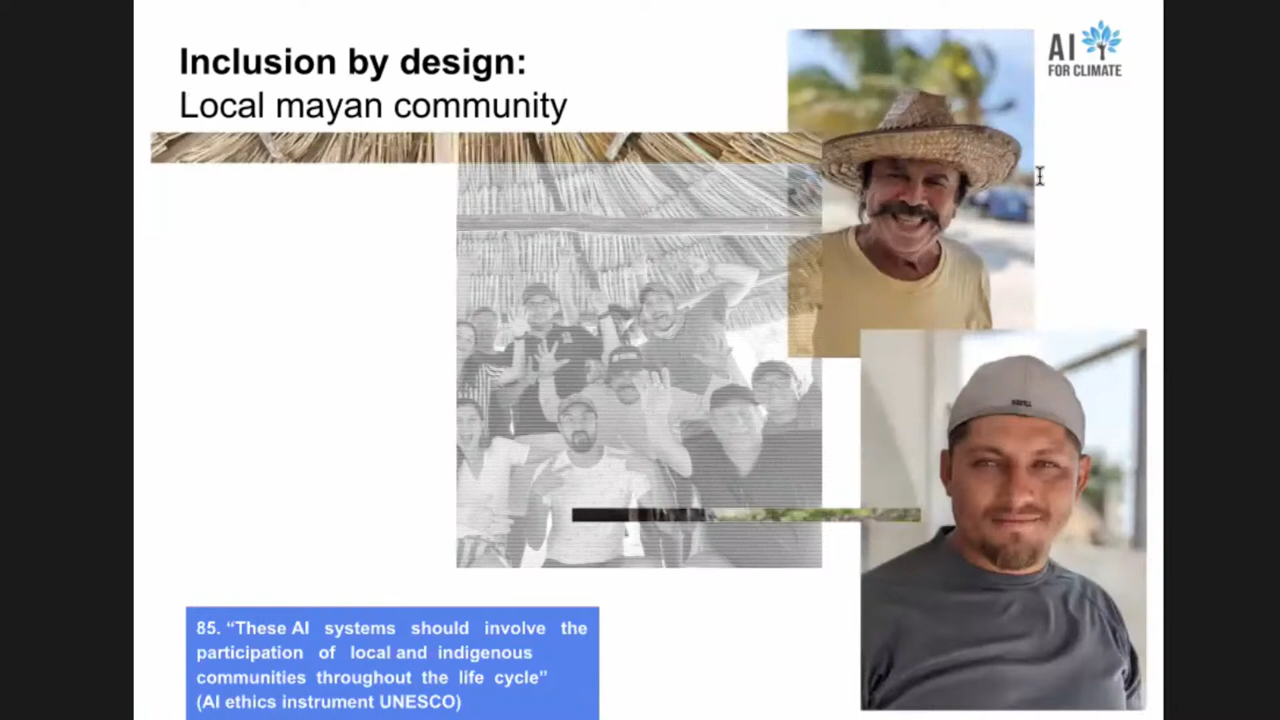 Inclusion by design:
Local mayan community
AI
FOR CLIMATE
85. “These AI systems should involve the
participation of local and indigenous
communities throughout the life cycle”
(AI ethics instrument UNESCO)